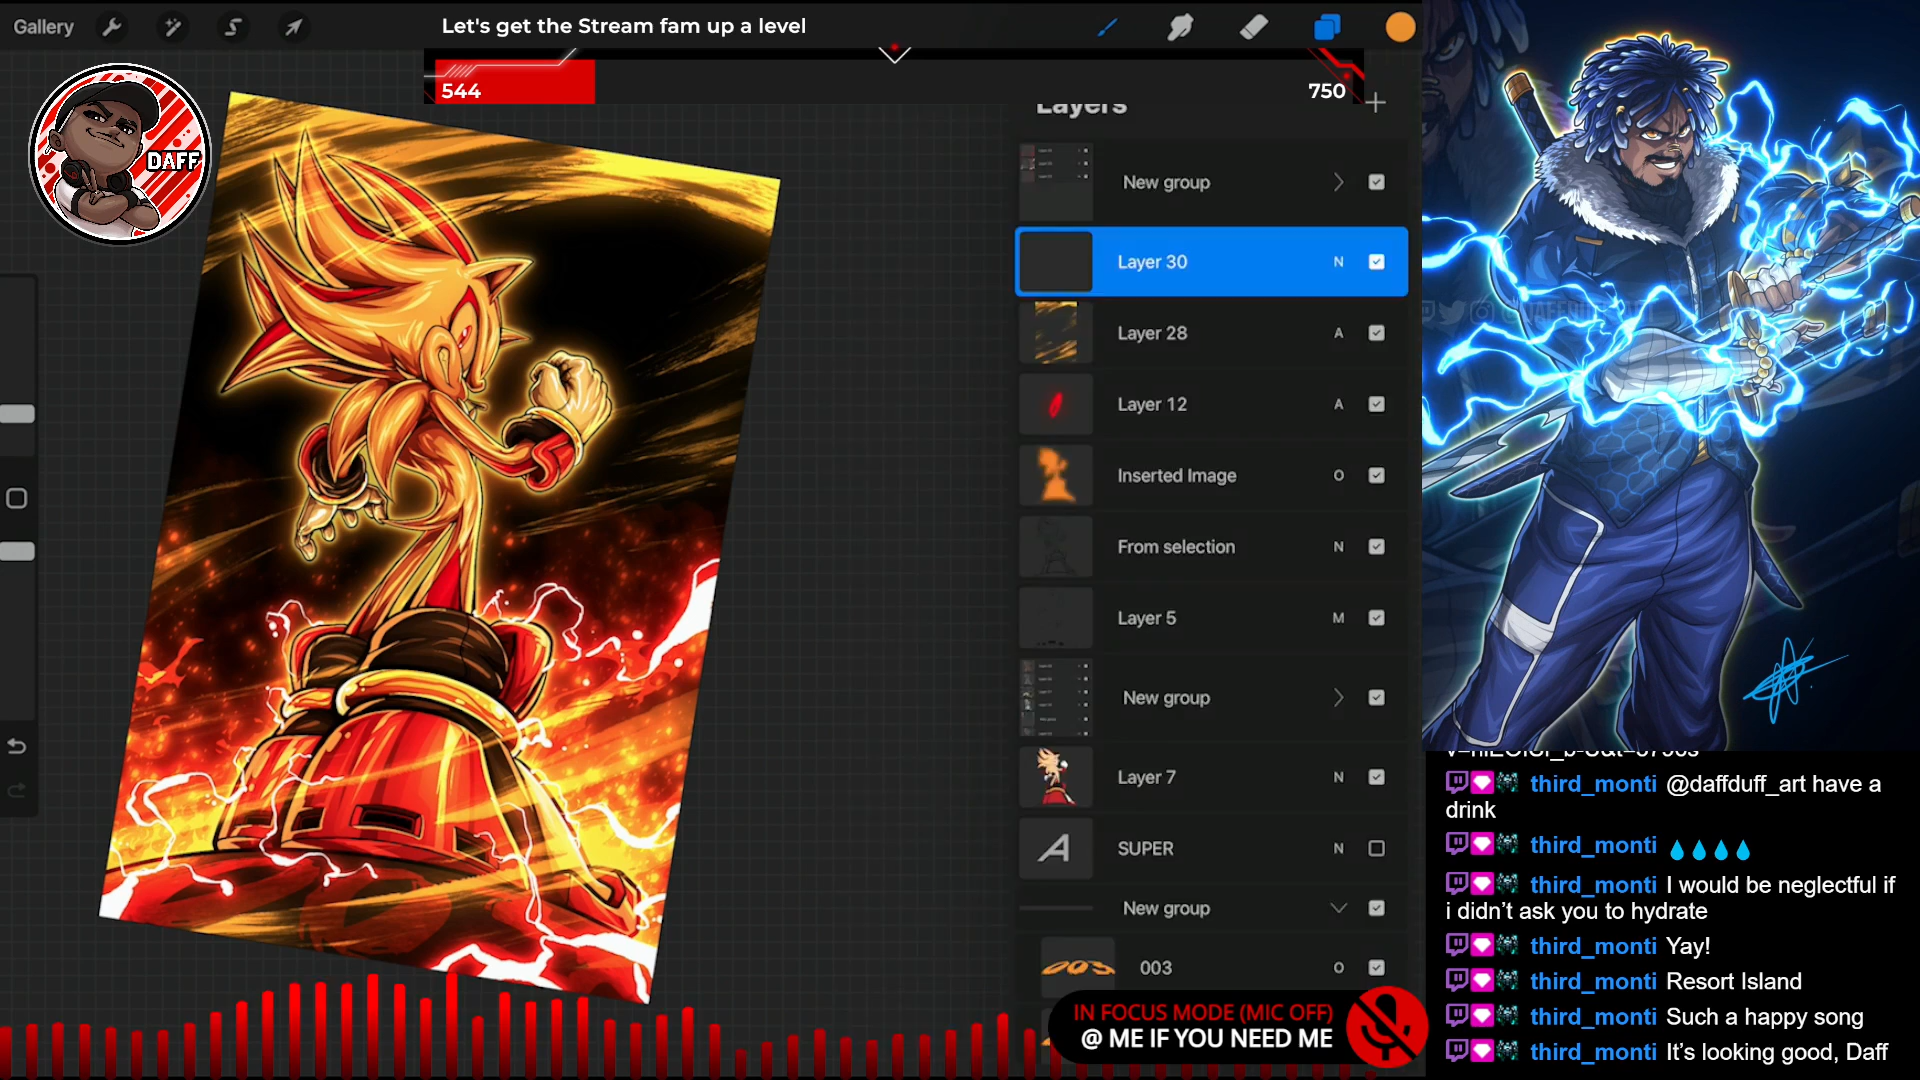 Gallery
Let's get the Stream fam up a level
544
750
DAFF
Layers
New group
Layer 30 N
Layer 28 A
Layer 12 A
Inserted Image O
From selection N
Layer 5 M
New group
Layer 7 N
A SUPER N
New group
003 003 O
IN FOCUS MODE (MIC OFF)
@ ME IF YOU NEED ME
third_monti @daffduff_art have a
drink
third_monti
third_monti I would be neglectful if
i didn't ask you to hydrate
third_monti Yay!
third_monti Resort Island
third_monti Such a happy song
third_monti It's looking good, Daff